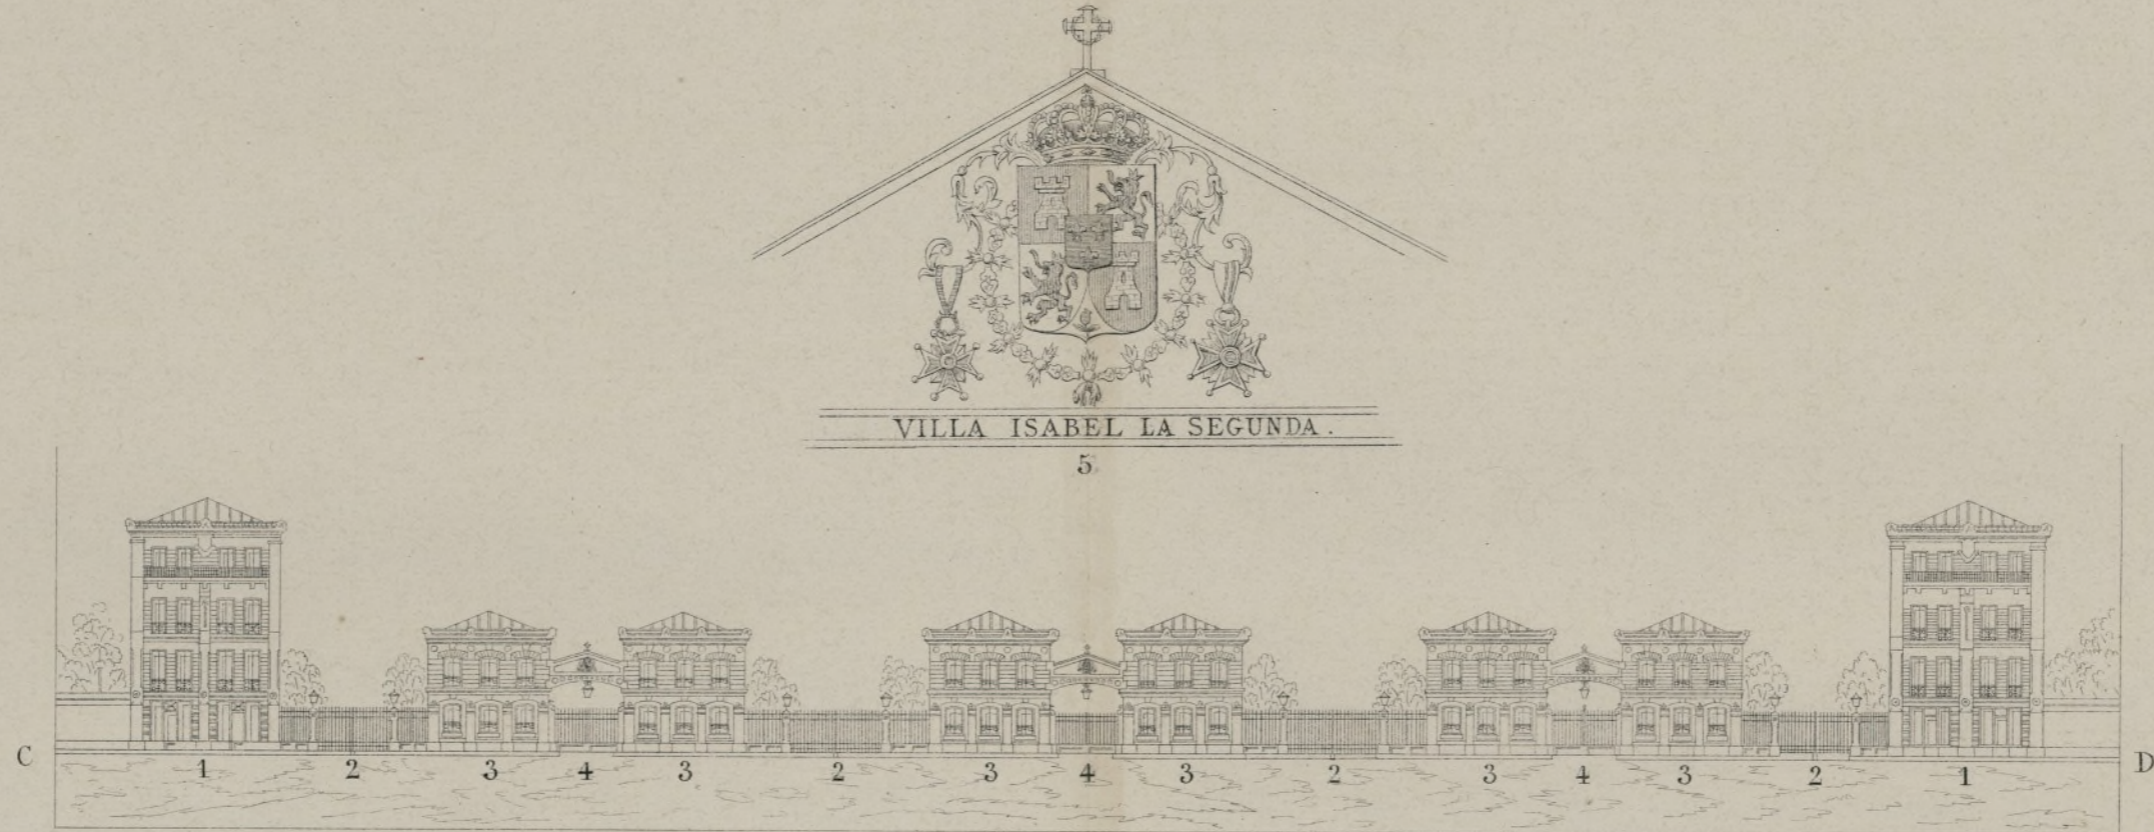 VILLA ISABEL LA SEGUNDA.
5
C 1 2 3 4 3 2 3 4 3 2 3 4 3 2 1 D